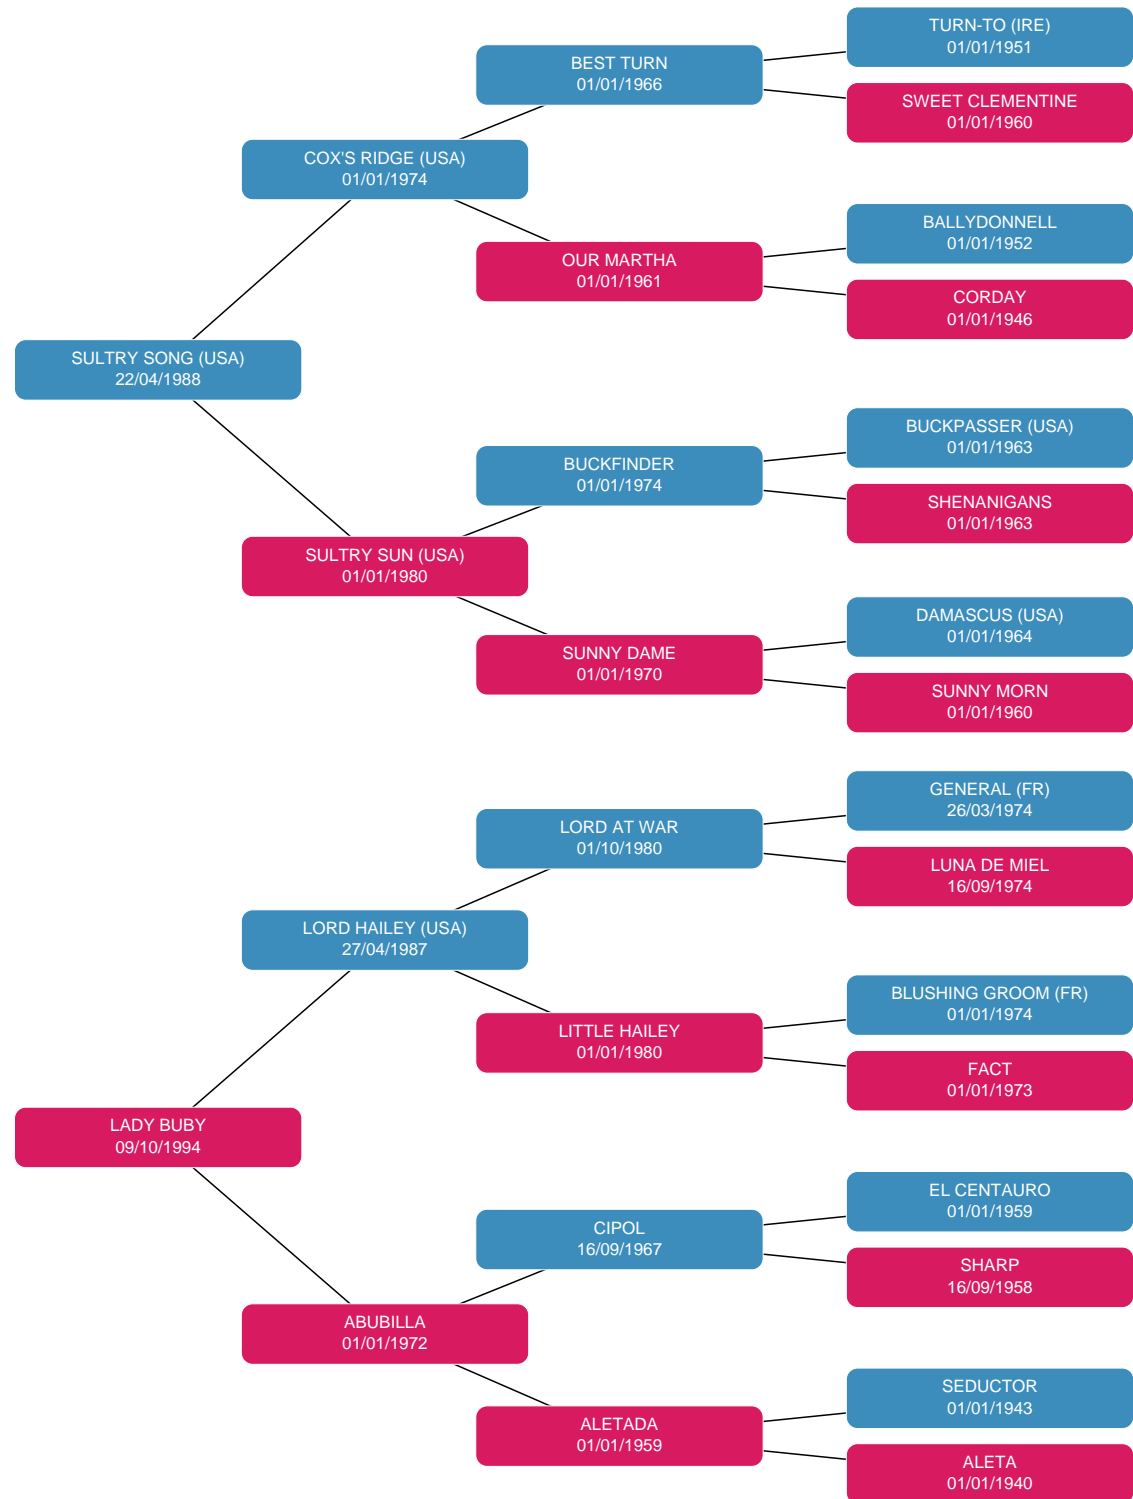 TURN-TO (IRE)
01/01/1951
BEST TURN
01/01/1966
SWEET CLEMENTINE
01/01/1960
COX'S RIDGE (USA)
01/01/1974
BALLYDONNELL
01/01/1952
OUR MARTHA
01/01/1961
CORDAY
01/01/1946
SULTRY SONG (USA)
22/04/1988
BUCKPASSER (USA)
01/01/1963
BUCKFINDER
01/01/1974
SHENANIGANS
01/01/1963
SULTRY SUN (USA)
01/01/1980
DAMASCUS (USA)
01/01/1964
SUNNY DAME
01/01/1970
SUNNY MORN
01/01/1960
GENERAL (FR)
26/03/1974
LORD AT WAR
01/10/1980
LUNA DE MIEL
16/09/1974
LORD HAILEY (USA)
27/04/1987
BLUSHING GROOM (FR)
01/01/1974
LITTLE HAILEY
01/01/1980
FACT
01/01/1973
LADY BUBY
09/10/1994
EL CENTAURO
01/01/1959
CIPOL
16/09/1967
SHARP
16/09/1958
ABUBILLA
01/01/1972
SEDUCTOR
01/01/1943
ALETADA
01/01/1959
ALETA
01/01/1940